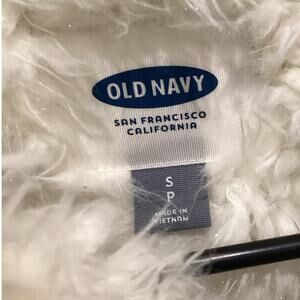 OLD NAVY
SAN FRANCISCO
CALIFORNIA
S
P
MADE IN
VIETNAM